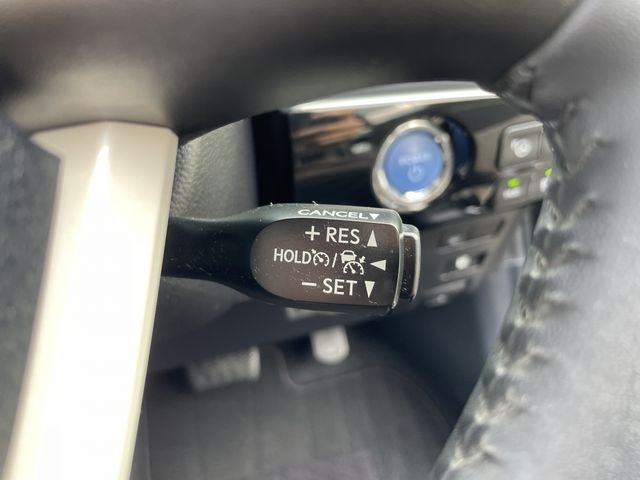 CANCEL▼
+ RES ▲
HOLD / ◀
− SET ▼